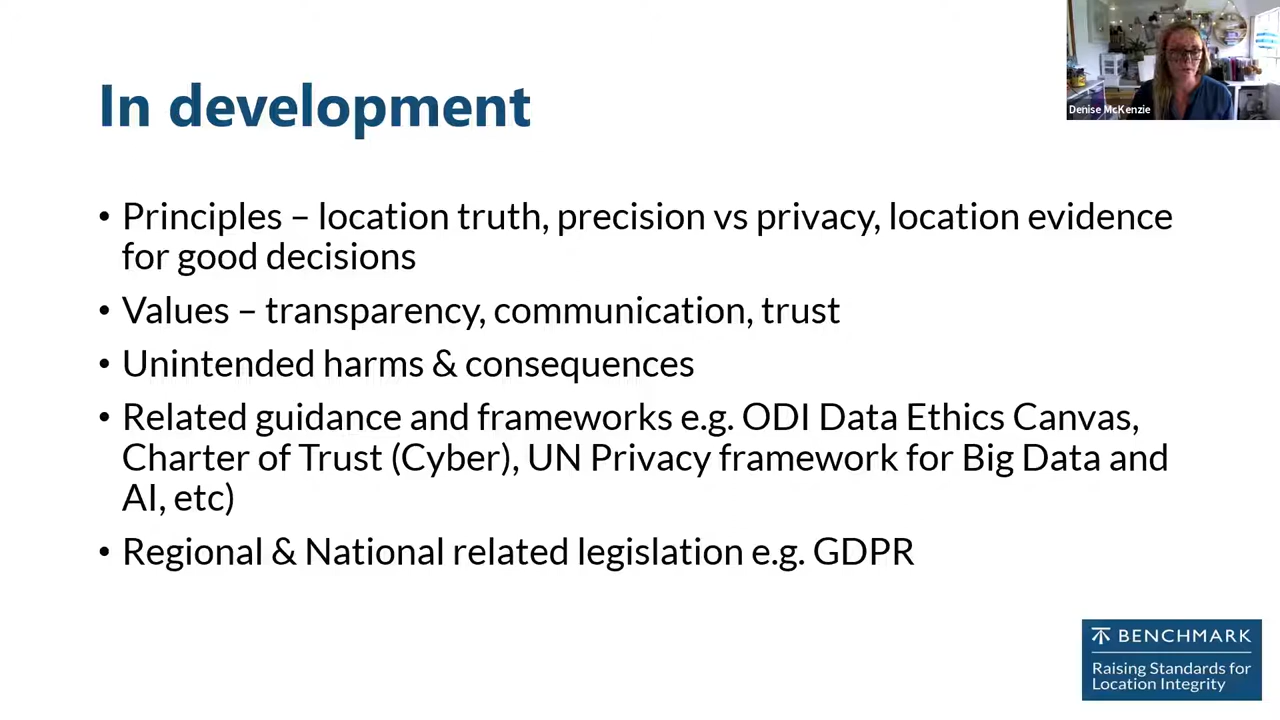 In development
Denise McKenzie
• Principles – location truth, precision vs privacy, location evidence
for good decisions
• Values – transparency, communication, trust
• Unintended harms & consequences
• Related guidance and frameworks e.g. ODI Data Ethics Canvas,
Charter of Trust (Cyber), UN Privacy framework for Big Data and
AI, etc)
• Regional & National related legislation e.g. GDPR
BENCHMARK
Raising Standards for
Location Integrity